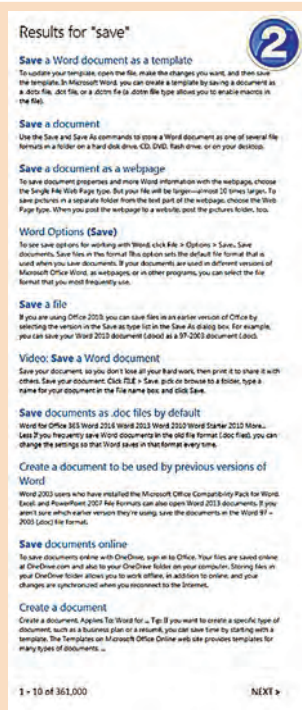 Results for "save"
2
Save a Word document as a template
To update your template, open the file, make the changes you want, and then save
the template. In Microsoft Word, you can create a template by saving a document as
a .dotx file, .dot file, or a .dotm fie (a .dotm file type allows you to enable macros in
the file).
Save a document
Use the Save and Save As commands to store a Word document as one of several file
formats in a folder on a hard disk drive, CD, DVD, flash drive, or on your desktop.
Save a document as a webpage
To save document properties and more Word information with the webpage, choose
the Single File Web Page type. But your file will be larger—almost 10 times larger. To
save pictures in a separate folder from the text part of the webpage, choose the Web
Page type. When you post the webpage to a website, post the pictures folder, too.
Word Options (Save)
To see save options for working with Word, click File > Options > Save. Save
documents. Save files in this format This option sets the default file format that is
used when you save documents. If your documents are used in different versions of
Microsoft Office Word, as webpages, or in other programs, you can select the file
format that you most frequently use.
Save a file
If you are using Office 2010, you can save files in an earlier version of Office by
selecting the version in the Save as type list in the Save As dialog box. For example,
you can save your Word 2010 document (.docx) as a 97-2003 document (.doc).
Video: Save a Word document
Save your document, so you don't lose all your hard work, then print it to share it with
others. Save your document. Click FILE > Save, pick or browse to a folder, type a
name for your document in the File name box, and click Save.
Save documents as .doc files by default
Word for Office 365 Word 2016 Word 2013 Word 2010 Word Starter 2010 More...
Less If you frequently save Word documents in the old file format (.doc files), you can
change the settings so that Word saves in that format every time.
Create a document to be used by previous versions of
Word
Word 2003 users who have installed the Microsoft Office Compatibility Pack for Word,
Excel, and PowerPoint 2007 File Formats can also open Word 2013 documents. If you
aren't sure which earlier version they're using, save the documents in the Word 97 –
2003 (.doc) file format.
Save documents online
To save documents online with OneDrive, sign in to Office. Your files are saved online
at OneDrive.com and also to your OneDrive folder on your computer. Storing files in
your OneDrive folder allows you to work offline, in addition to online, and your
changes are synchronized when you reconnect to the Internet.
Create a document
Create a document. Applies To: Word for ... Tip: If you want to create a specific type of
document, such as a business plan or a resumé, you can save time by starting with a
template. The Templates on Microsoft Office Online web site provides templates for
many types of documents. ...
1 - 10 of 361,000
NEXT >